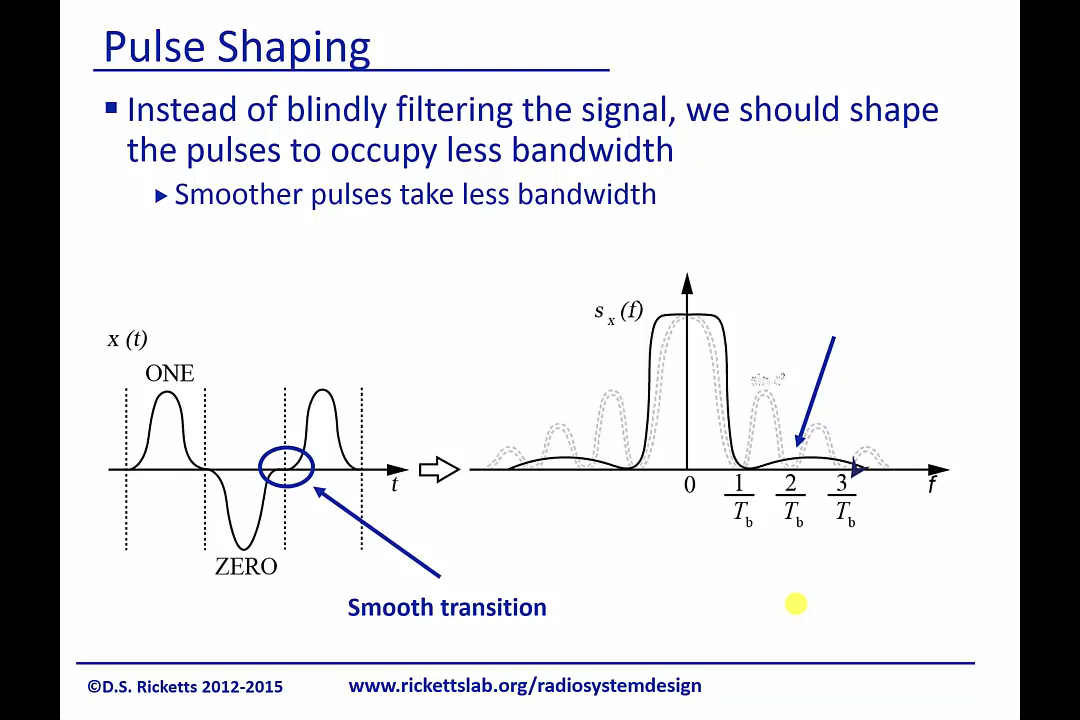 Pulse Shaping
Instead of blindly filtering the signal, we should shape
the pulses to occupy less bandwidth
Smoother pulses take less bandwidth
x (t)
ONE
ZERO
t
Smooth transition
s x (f)
0
1
T b
2
T b
3
T b
f
©D.S. Ricketts 2012-2015
www.rickettslab.org/radiosystemdesign